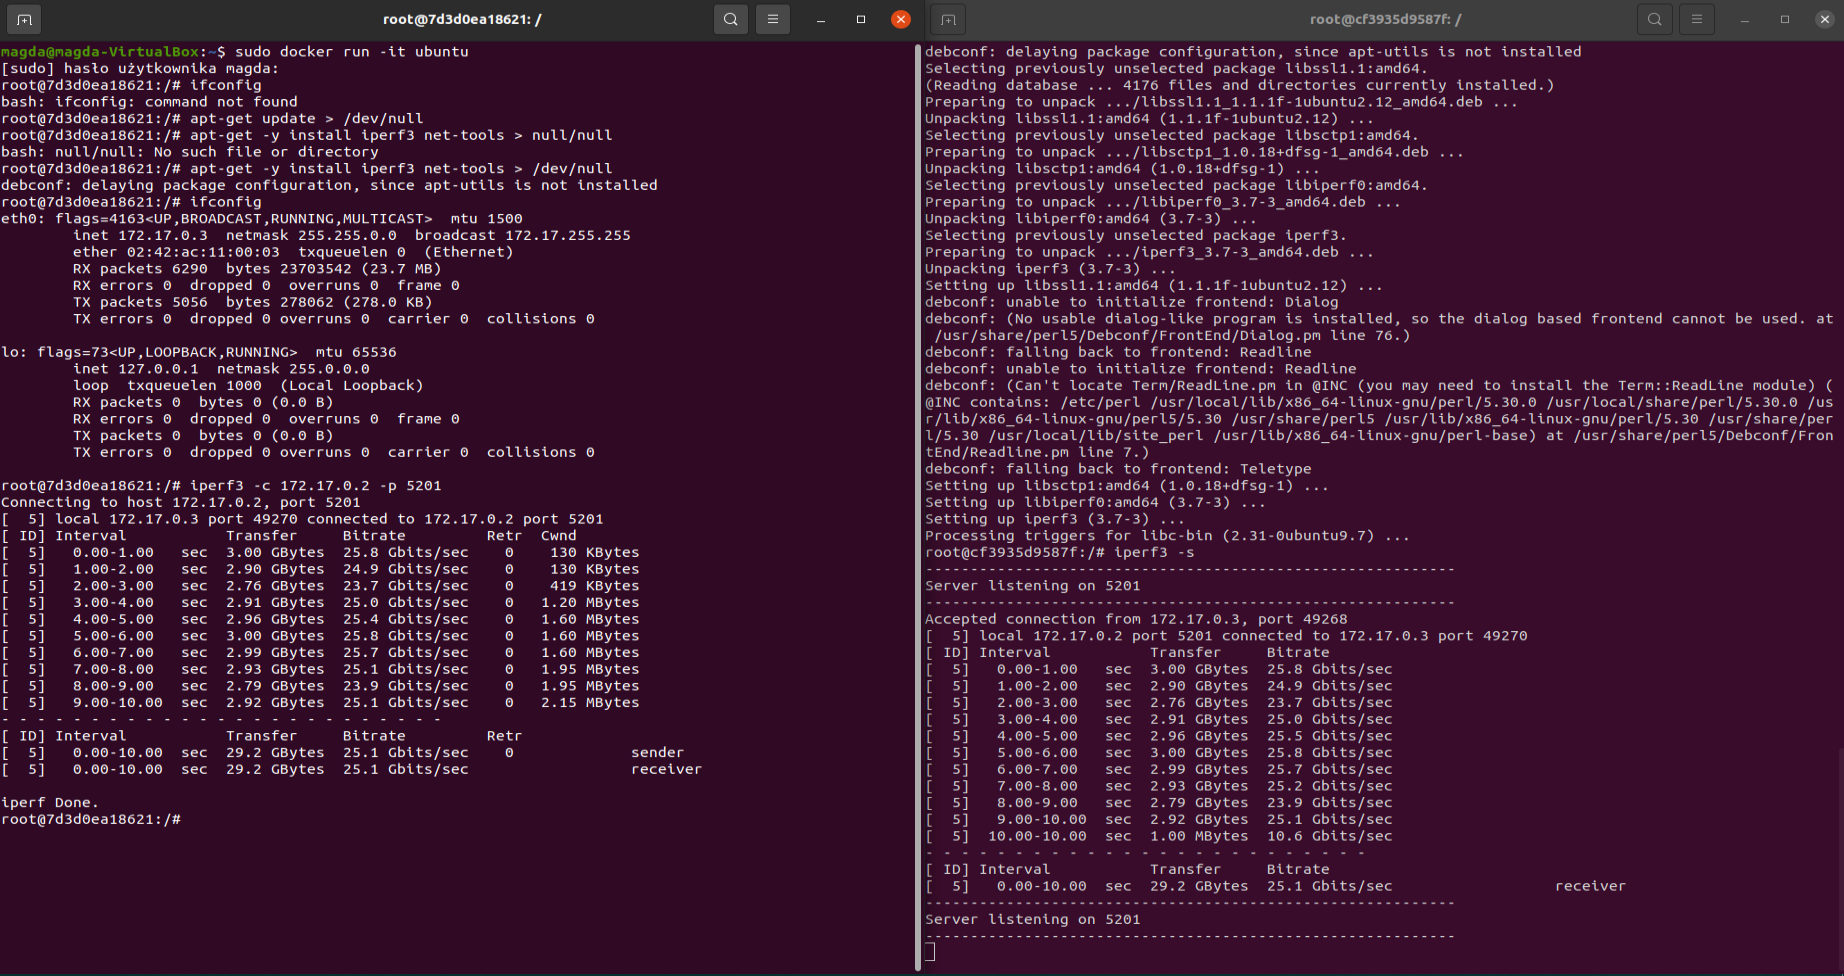 root@7d3d0ea18621: /
magda@magda-VirtualBox:~$ sudo docker run -it ubuntu
[sudo] hasło użytkownika magda:
root@7d3d0ea18621:/# ifconfig
bash: ifconfig: command not found
root@7d3d0ea18621:/# apt-get update > /dev/null
root@7d3d0ea18621:/# apt-get -y install iperf3 net-tools > null/null
bash: null/null: No such file or directory
root@7d3d0ea18621:/# apt-get -y install iperf3 net-tools > /dev/null
debconf: delaying package configuration, since apt-utils is not installed
root@7d3d0ea18621:/# ifconfig
eth0: flags=4163<UP,BROADCAST,RUNNING,MULTICAST>  mtu 1500
        inet 172.17.0.3  netmask 255.255.0.0  broadcast 172.17.255.255
        ether 02:42:ac:11:00:03  txqueuelen 0  (Ethernet)
        RX packets 6290  bytes 23703542 (23.7 MB)
        RX errors 0  dropped 0  overruns 0  frame 0
        TX packets 5056  bytes 278062 (278.0 KB)
        TX errors 0  dropped 0 overruns 0  carrier 0  collisions 0
lo: flags=73<UP,LOOPBACK,RUNNING>  mtu 65536
        inet 127.0.0.1  netmask 255.0.0.0
        loop  txqueuelen 1000  (Local Loopback)
        RX packets 0  bytes 0 (0.0 B)
        RX errors 0  dropped 0  overruns 0  frame 0
        TX packets 0  bytes 0 (0.0 B)
        TX errors 0  dropped 0 overruns 0  carrier 0  collisions 0
root@7d3d0ea18621:/# iperf3 -c 172.17.0.2 -p 5201
Connecting to host 172.17.0.2, port 5201
[  5] local 172.17.0.3 port 49270 connected to 172.17.0.2 port 5201
[ ID] Interval           Transfer     Bitrate         Retr  Cwnd
[  5]   0.00-1.00   sec  3.00 GBytes  25.8 Gbits/sec    0    130 KBytes
[  5]   1.00-2.00   sec  2.90 GBytes  24.9 Gbits/sec    0    130 KBytes
[  5]   2.00-3.00   sec  2.76 GBytes  23.7 Gbits/sec    0    419 KBytes
[  5]   3.00-4.00   sec  2.91 GBytes  25.0 Gbits/sec    0   1.20 MBytes
[  5]   4.00-5.00   sec  2.96 GBytes  25.4 Gbits/sec    0   1.60 MBytes
[  5]   5.00-6.00   sec  3.00 GBytes  25.8 Gbits/sec    0   1.60 MBytes
[  5]   6.00-7.00   sec  2.99 GBytes  25.7 Gbits/sec    0   1.60 MBytes
[  5]   7.00-8.00   sec  2.93 GBytes  25.1 Gbits/sec    0   1.95 MBytes
[  5]   8.00-9.00   sec  2.79 GBytes  23.9 Gbits/sec    0   1.95 MBytes
[  5]   9.00-10.00  sec  2.92 GBytes  25.1 Gbits/sec    0   2.15 MBytes
- - - - - - - - - - - - - - - - - - - - - - - - -
[ ID] Interval           Transfer     Bitrate         Retr
[  5]   0.00-10.00  sec  29.2 GBytes  25.1 Gbits/sec    0             sender
[  5]   0.00-10.00  sec  29.2 GBytes  25.1 Gbits/sec                  receiver
iperf Done.
root@7d3d0ea18621:/#
root@cf3935d9587f: /
debconf: delaying package configuration, since apt-utils is not installed
Selecting previously unselected package libssl1.1:amd64.
(Reading database ... 4176 files and directories currently installed.)
Preparing to unpack .../libssl1.1_1.1.1f-1ubuntu2.12_amd64.deb ...
Unpacking libssl1.1:amd64 (1.1.1f-1ubuntu2.12) ...
Selecting previously unselected package libsctp1:amd64.
Preparing to unpack .../libsctp1_1.0.18+dfsg-1_amd64.deb ...
Unpacking libsctp1:amd64 (1.0.18+dfsg-1) ...
Selecting previously unselected package libiperf0:amd64.
Preparing to unpack .../libiperf0_3.7-3_amd64.deb ...
Unpacking libiperf0:amd64 (3.7-3) ...
Selecting previously unselected package iperf3.
Preparing to unpack .../iperf3_3.7-3_amd64.deb ...
Unpacking iperf3 (3.7-3) ...
Setting up libssl1.1:amd64 (1.1.1f-1ubuntu2.12) ...
debconf: unable to initialize frontend: Dialog
debconf: (No usable dialog-like program is installed, so the dialog based frontend cannot be used. at
 /usr/share/perl5/Debconf/FrontEnd/Dialog.pm line 76.)
debconf: falling back to frontend: Readline
debconf: unable to initialize frontend: Readline
debconf: (Can't locate Term/ReadLine.pm in @INC (you may need to install the Term::ReadLine module) (
@INC contains: /etc/perl /usr/local/lib/x86_64-linux-gnu/perl/5.30.0 /usr/local/share/perl/5.30.0 /us
r/lib/x86_64-linux-gnu/perl5/5.30 /usr/share/perl5 /usr/lib/x86_64-linux-gnu/perl/5.30 /usr/share/per
l/5.30 /usr/local/lib/site_perl /usr/lib/x86_64-linux-gnu/perl-base) at /usr/share/perl5/Debconf/Fron
tEnd/Readline.pm line 7.)
debconf: falling back to frontend: Teletype
Setting up libsctp1:amd64 (1.0.18+dfsg-1) ...
Setting up libiperf0:amd64 (3.7-3) ...
Setting up iperf3 (3.7-3) ...
Processing triggers for libc-bin (2.31-0ubuntu9.7) ...
root@cf3935d9587f:/# iperf3 -s
-----------------------------------------------------------
Server listening on 5201
-----------------------------------------------------------
Accepted connection from 172.17.0.3, port 49268
[  5] local 172.17.0.2 port 5201 connected to 172.17.0.3 port 49270
[ ID] Interval           Transfer     Bitrate
[  5]   0.00-1.00   sec  3.00 GBytes  25.8 Gbits/sec
[  5]   1.00-2.00   sec  2.90 GBytes  24.9 Gbits/sec
[  5]   2.00-3.00   sec  2.76 GBytes  23.7 Gbits/sec
[  5]   3.00-4.00   sec  2.91 GBytes  25.0 Gbits/sec
[  5]   4.00-5.00   sec  2.96 GBytes  25.5 Gbits/sec
[  5]   5.00-6.00   sec  3.00 GBytes  25.8 Gbits/sec
[  5]   6.00-7.00   sec  2.99 GBytes  25.7 Gbits/sec
[  5]   7.00-8.00   sec  2.93 GBytes  25.2 Gbits/sec
[  5]   8.00-9.00   sec  2.79 GBytes  23.9 Gbits/sec
[  5]   9.00-10.00  sec  2.92 GBytes  25.1 Gbits/sec
[  5]  10.00-10.00  sec  1.00 MBytes  10.6 Gbits/sec
- - - - - - - - - - - - - - - - - - - - - - - - -
[ ID] Interval           Transfer     Bitrate
[  5]   0.00-10.00  sec  29.2 GBytes  25.1 Gbits/sec                  receiver
-----------------------------------------------------------
Server listening on 5201
-----------------------------------------------------------